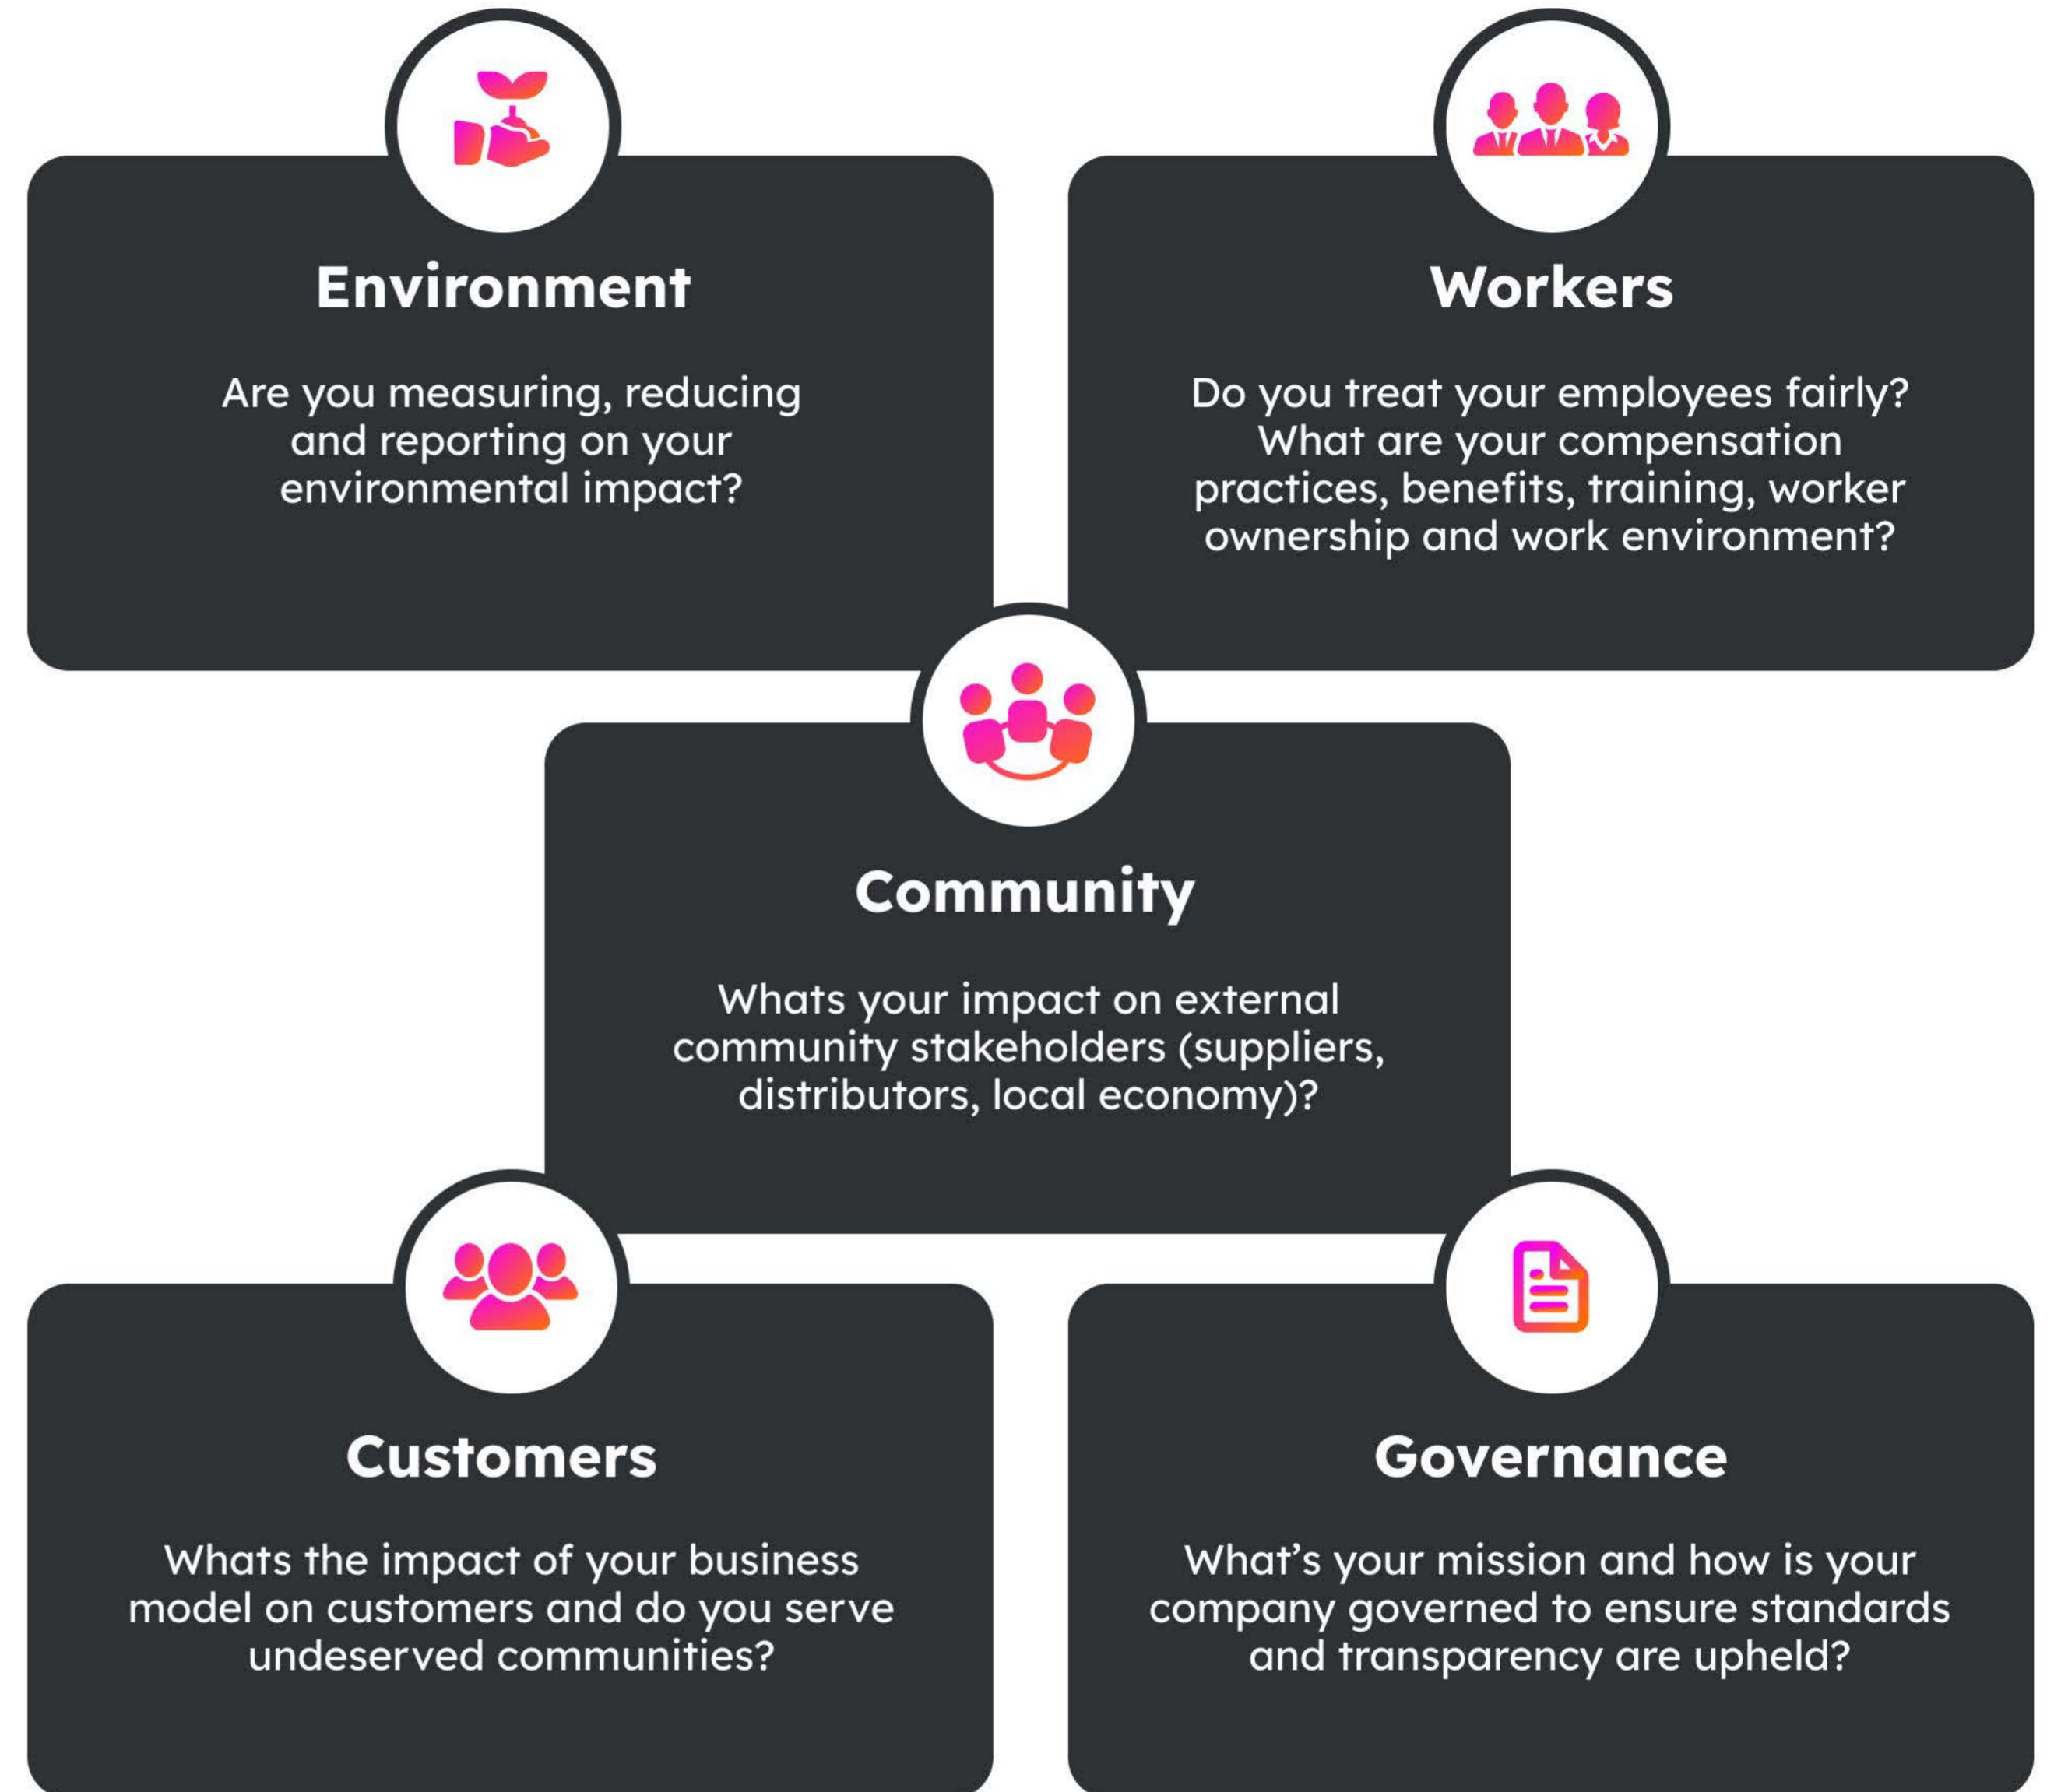 Environment
Are you measuring, reducing
and reporting on your
environmental impact?
Workers
Do you treat your employees fairly?
What are your compensation
practices, benefits, training, worker
ownership and work environment?
Community
Whats your impact on external
community stakeholders (suppliers,
distributors, local economy)?
Customers
Whats the impact of your business
model on customers and do you serve
undeserved communities?
Governance
What’s your mission and how is your
company governed to ensure standards
and transparency are upheld?